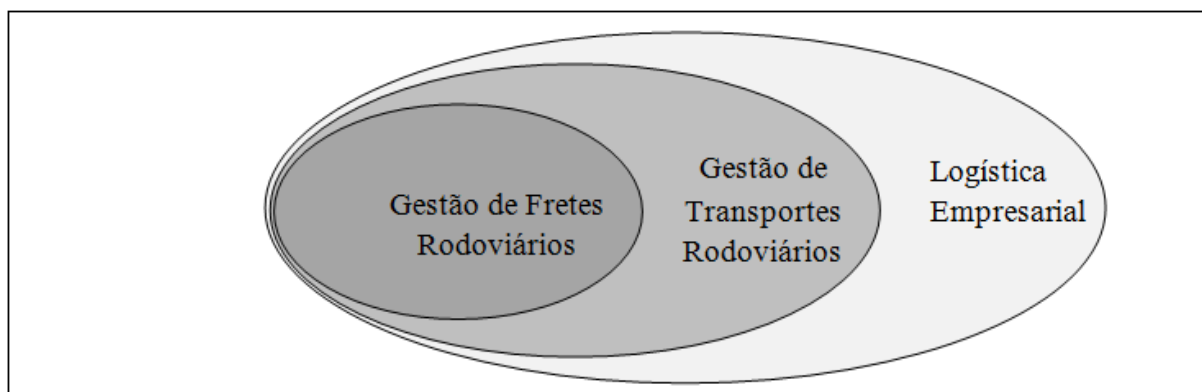 Gestão de Fretes
Rodoviários
Gestão de
Transportes
Rodoviários
Logística
Empresarial